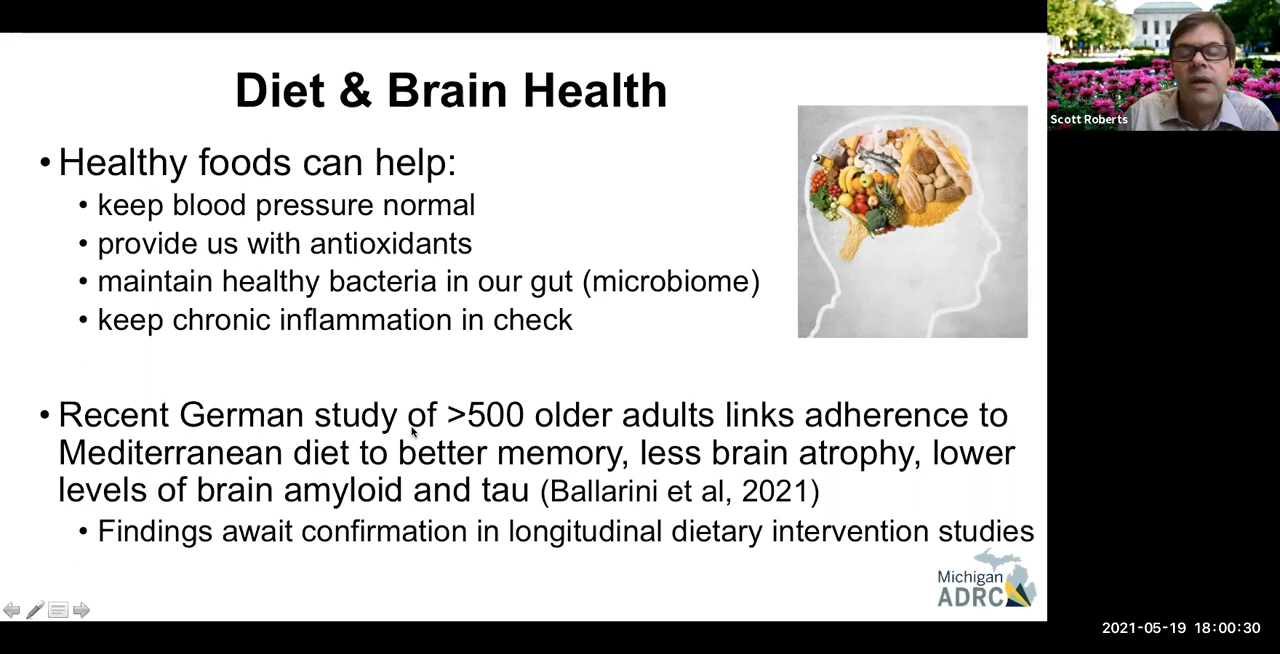 Diet & Brain Health
• Healthy foods can help:
• keep blood pressure normal
• provide us with antioxidants
• maintain healthy bacteria in our gut (microbiome)
• keep chronic inflammation in check
• Recent German study of >500 older adults links adherence to
Mediterranean diet to better memory, less brain atrophy, lower
levels of brain amyloid and tau (Ballarini et al, 2021)
• Findings await confirmation in longitudinal dietary intervention studies
Michigan
ADRC
Scott Roberts
2021-05-19 18:00:30